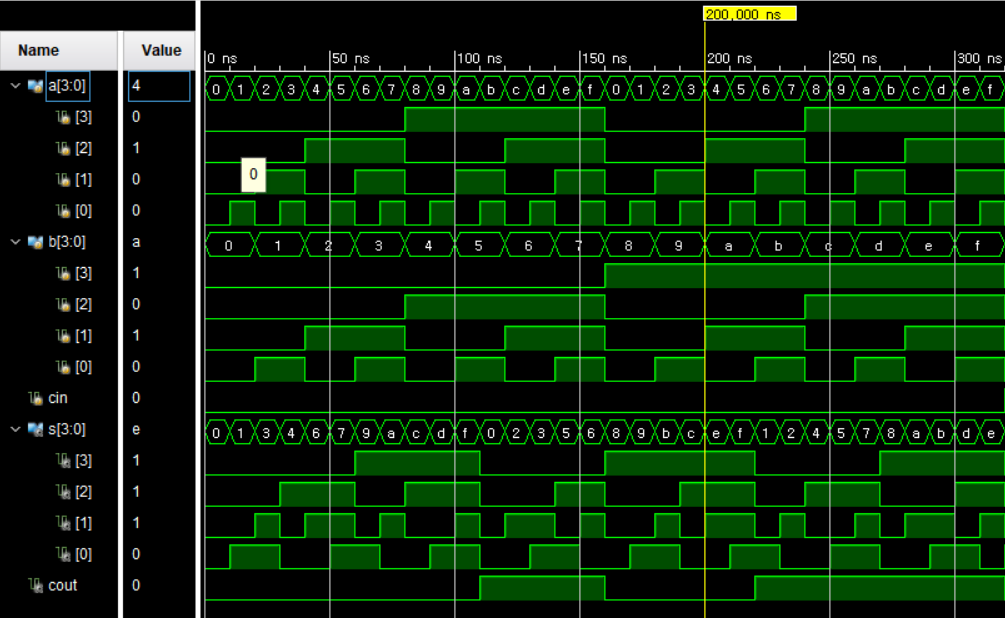 200,000 ns
Name Value
0 ns 50 ns 100 ns 150 ns 200 ns 250 ns 300 ns
a[3:0] 4 0 1 2 3 4 5 6 7 8 9 a b c d e f 0 1 2 3 4 5 6 7 8 9 a b c d e f
[3] 0
[2] 1
0
[1] 0
[0] 0
b[3:0] a 0 1 2 3 4 5 6 7 8 9 a b c d e f
[3] 1
[2] 0
[1] 1
[0] 0
cin 0
s[3:0] e 0 1 3 4 6 7 9 a c d f 0 2 3 5 6 8 9 b c e f 1 2 4 5 7 8 a b d e
[3] 1
[2] 1
[1] 1
[0] 0
cout 0